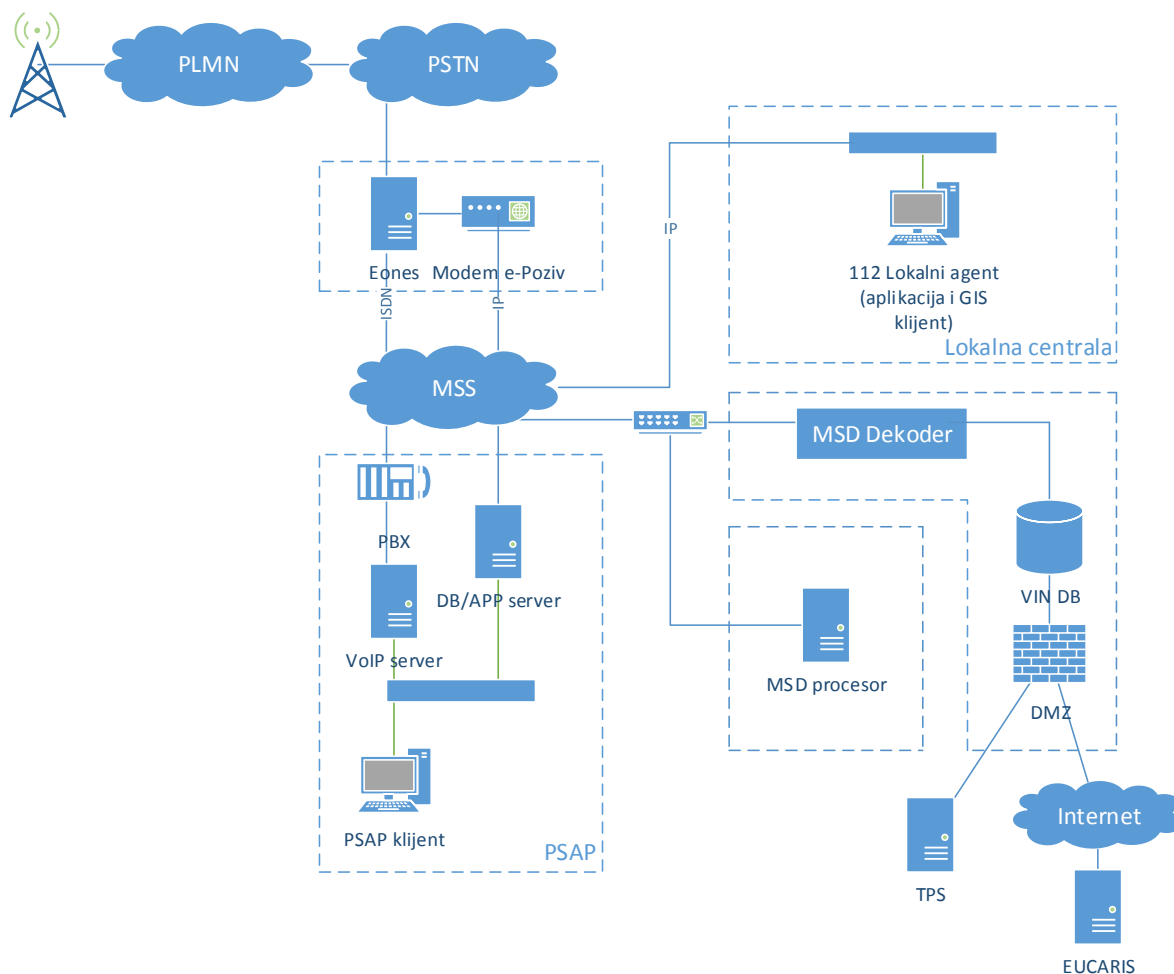 PLMN
PSTN
Eones
Modem e-Poziv
ISDN
IP
IP
112 Lokalni agent
(aplikacija i GIS
klijent)
Lokalna centrala
MSS
MSD Dekoder
PBX
DB/APP server
VIN DB
VoIP server
MSD procesor
DMZ
PSAP klijent
PSAP
Internet
TPS
EUCARIS